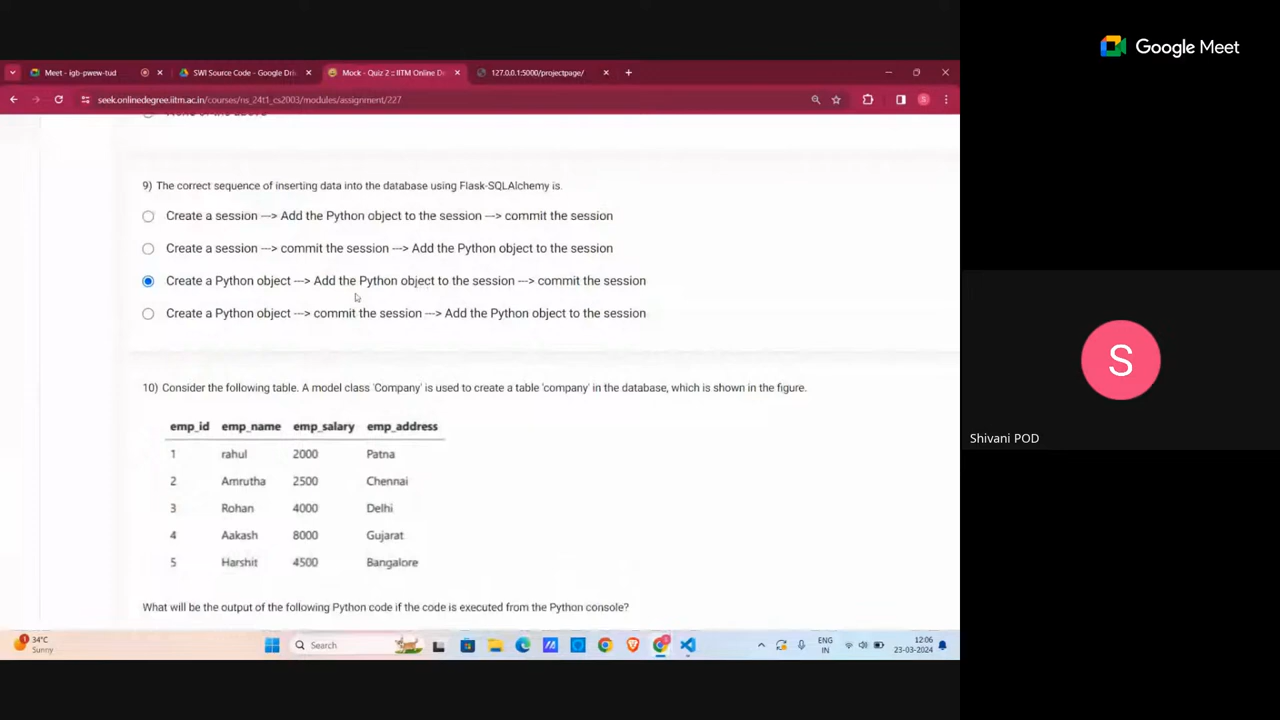 Google Meet
Meet - igb-pwew-tud
SWI Source Code - Google Dri
Mock - Quiz 2 :: IITM Online De
127.0.0.1:5000/projectpage/
seek.onlinedegree.iitm.ac.in/courses/ns_24t1_cs2003/modules/assignment/227
None of the above
9) The correct sequence of inserting data into the database using Flask-SQLAlchemy is.
Create a session ---> Add the Python object to the session ---> commit the session
Create a session ---> commit the session ---> Add the Python object to the session
Create a Python object ---> Add the Python object to the session ---> commit the session
Create a Python object ---> commit the session ---> Add the Python object to the session
10) Consider the following table. A model class 'Company' is used to create a table 'company' in the database, which is shown in the figure.
emp_id emp_name emp_salary emp_address
1 rahul 2000 Patna
2 Amrutha 2500 Chennai
3 Rohan 4000 Delhi
4 Aakash 8000 Gujarat
5 Harshit 4500 Bangalore
What will be the output of the following Python code if the code is executed from the Python console?
S
Shivani POD
34°C
Sunny
Search
ENG
IN
12:06
23-03-2024